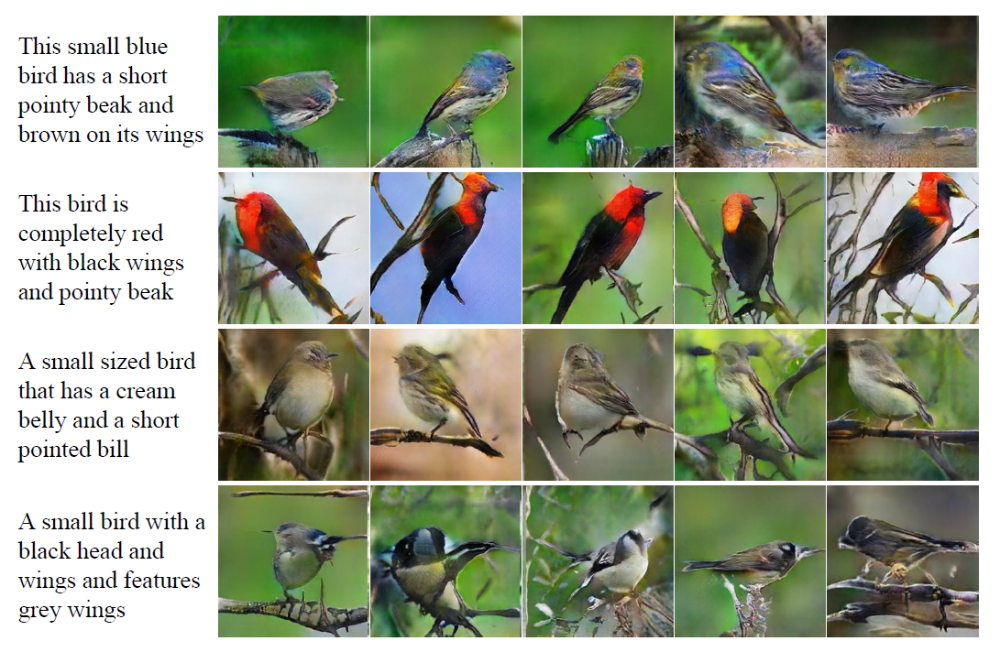 This small blue
bird has a short
pointy beak and
brown on its wings
This bird is
completely red
with black wings
and pointy beak
A small sized bird
that has a cream
belly and a short
pointed bill
A small bird with a
black head and
wings and features
grey wings